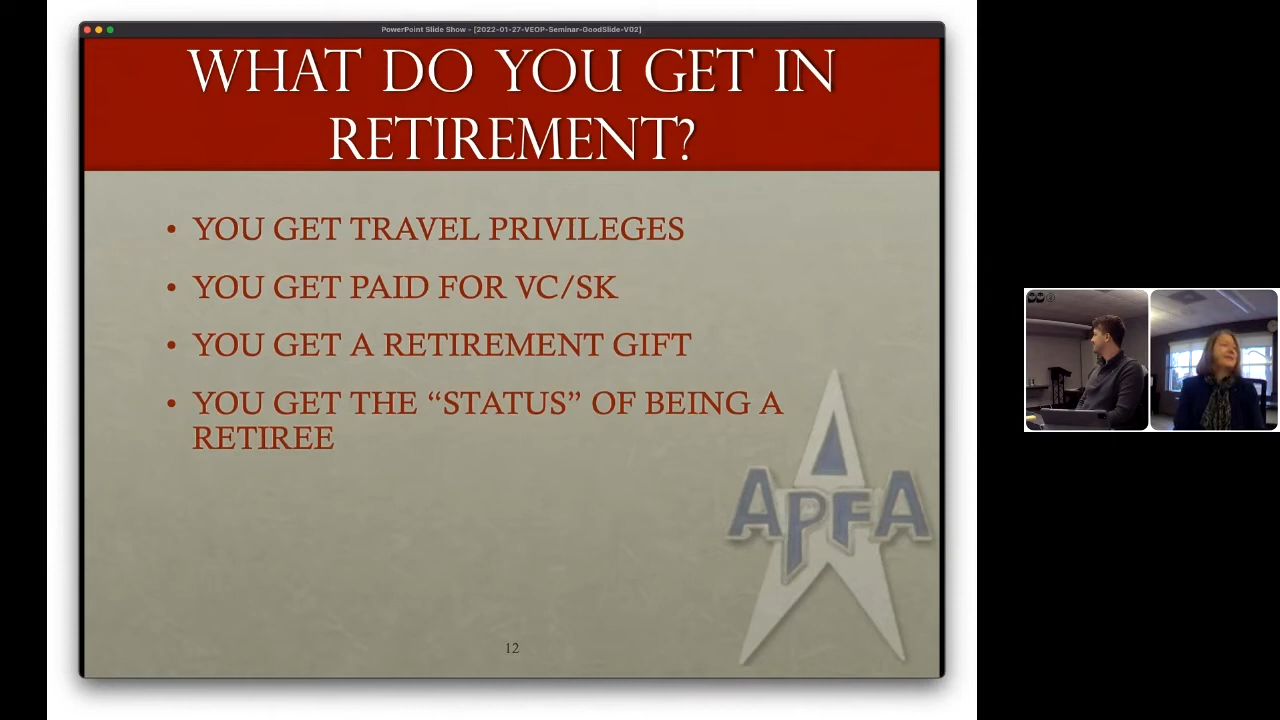 PowerPoint Slide Show - [2022-01-27-VEOP-Seminar-GoodSlide-V02]
WHAT DO YOU GET IN
RETIREMENT?
• YOU GET TRAVEL PRIVILEGES
• YOU GET PAID FOR VC/SK
• YOU GET A RETIREMENT GIFT
• YOU GET THE “STATUS” OF BEING A
RETIREE
APFA
12